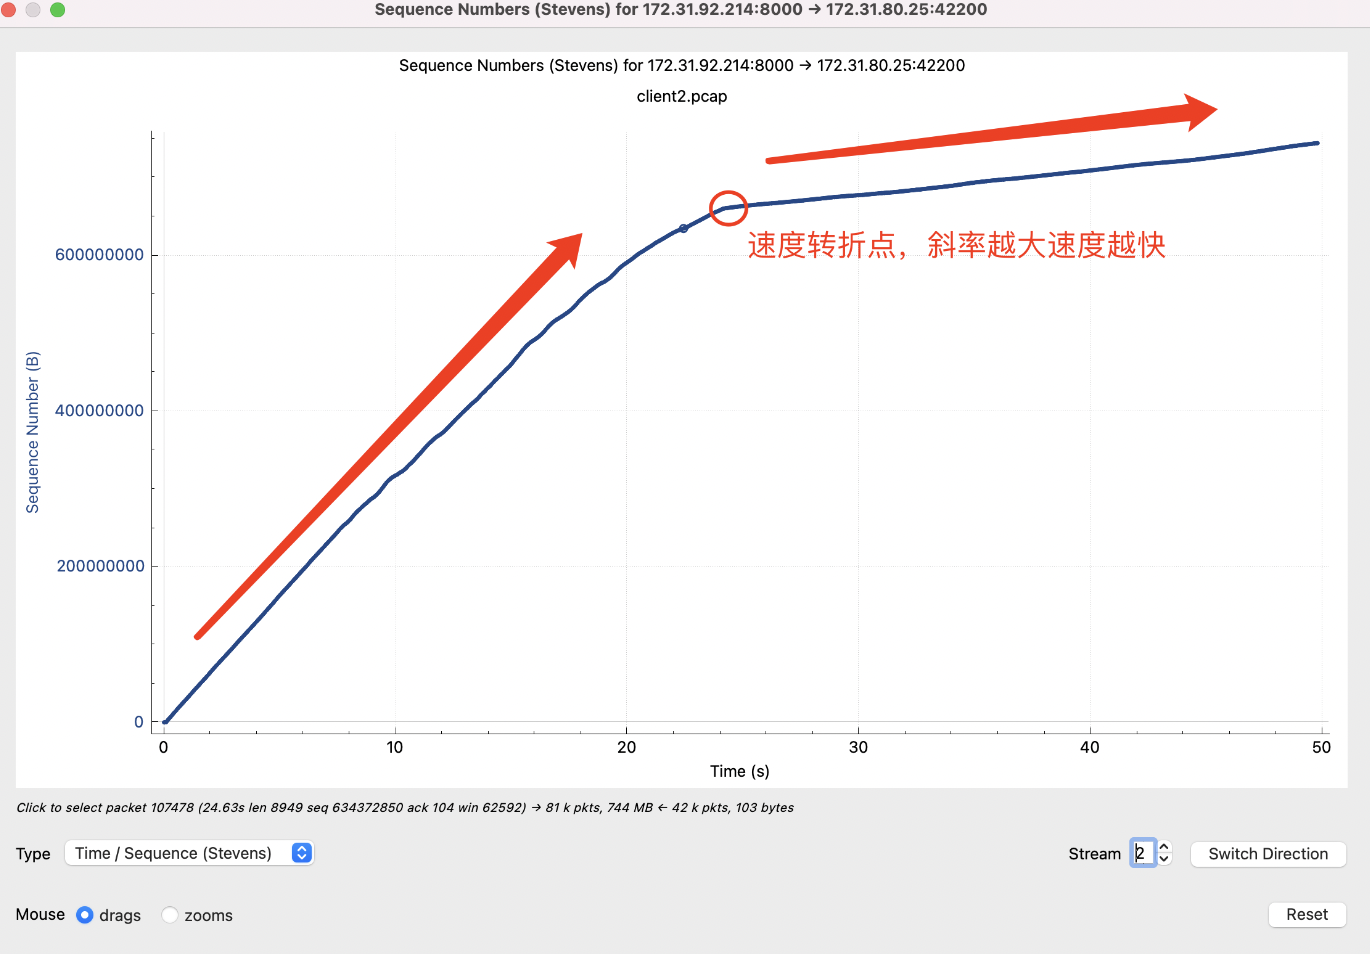 Sequence Numbers (Stevens) for 172.31.92.214:8000 → 172.31.80.25:42200
Sequence Numbers (Stevens) for 172.31.92.214:8000 → 172.31.80.25:42200
client2.pcap
速度转折点，斜率越大速度越快
Sequence Number (B)
600000000
400000000
200000000
0
0 10 20 30 40 50
Time (s)
Click to select packet 107478 (24.63s len 8949 seq 634372850 ack 104 win 62592) → 81 k pkts, 744 MB ← 42 k pkts, 103 bytes
Type Time / Sequence (Stevens) Stream 2 Switch Direction
Mouse drags zooms Reset